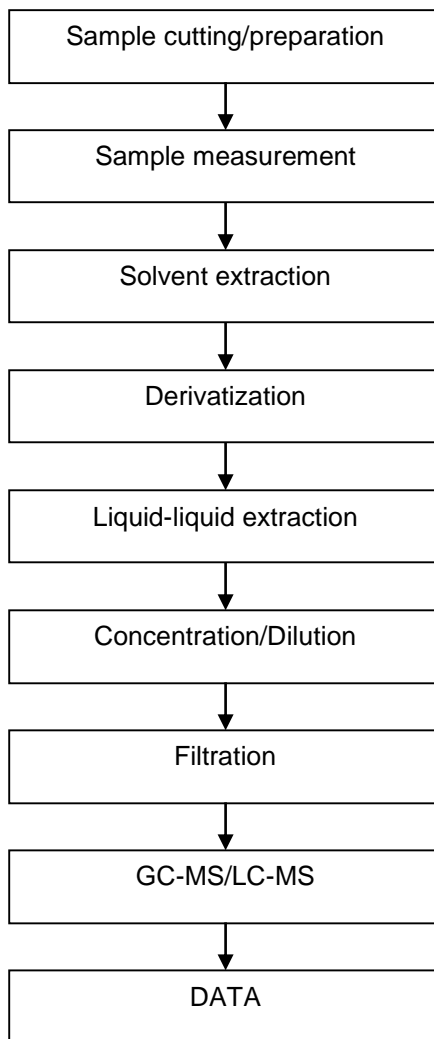 Sample cutting/preparation
Sample measurement
Solvent extraction
Derivatization
Liquid-liquid extraction
Concentration/Dilution
Filtration
GC-MS/LC-MS
DATA